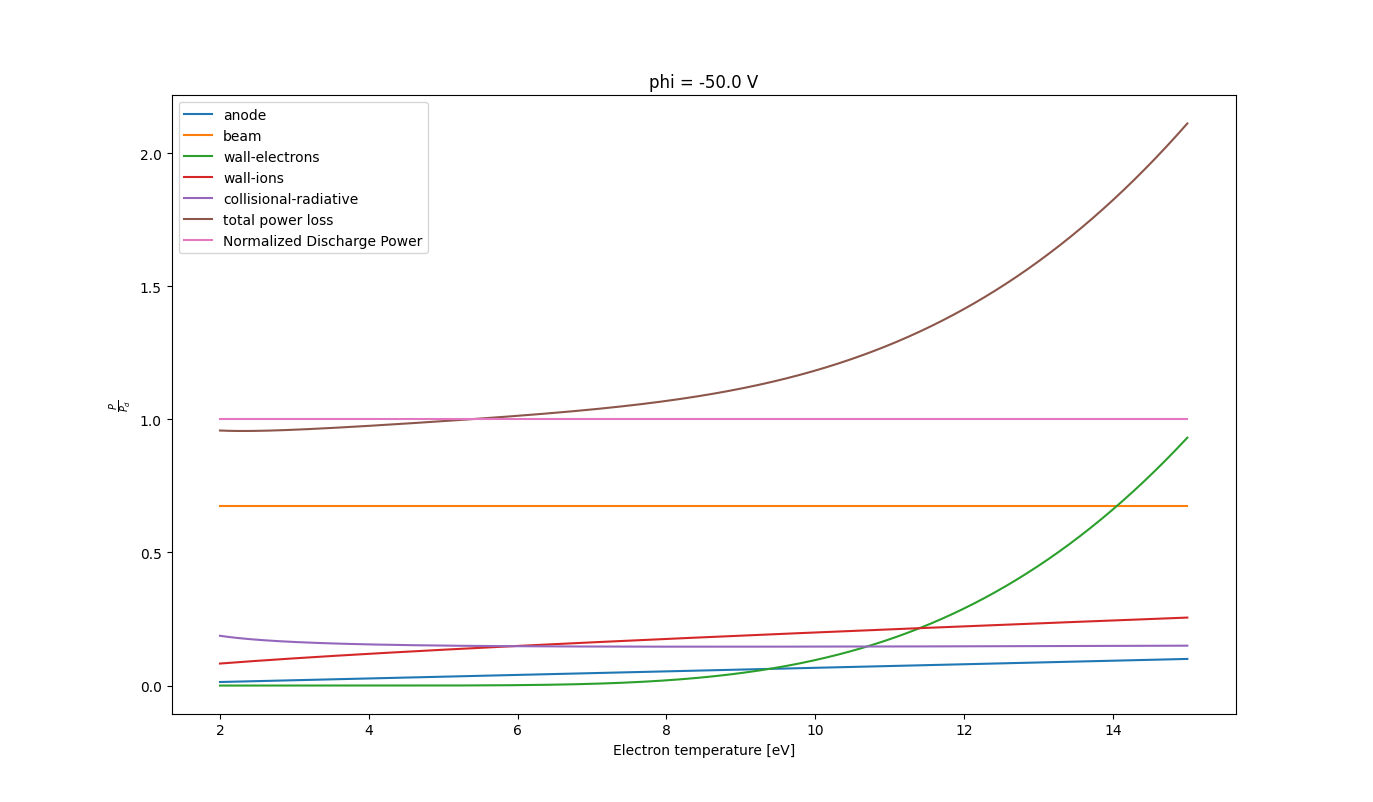 phi = -50.0 V
anode
beam
wall-electrons
wall-ions
collisional-radiative
total power loss
Normalized Discharge Power
2.0
1.5
1.0
0.5
0.0
P
P_d
2 4 6 8 10 12 14
Electron temperature [eV]